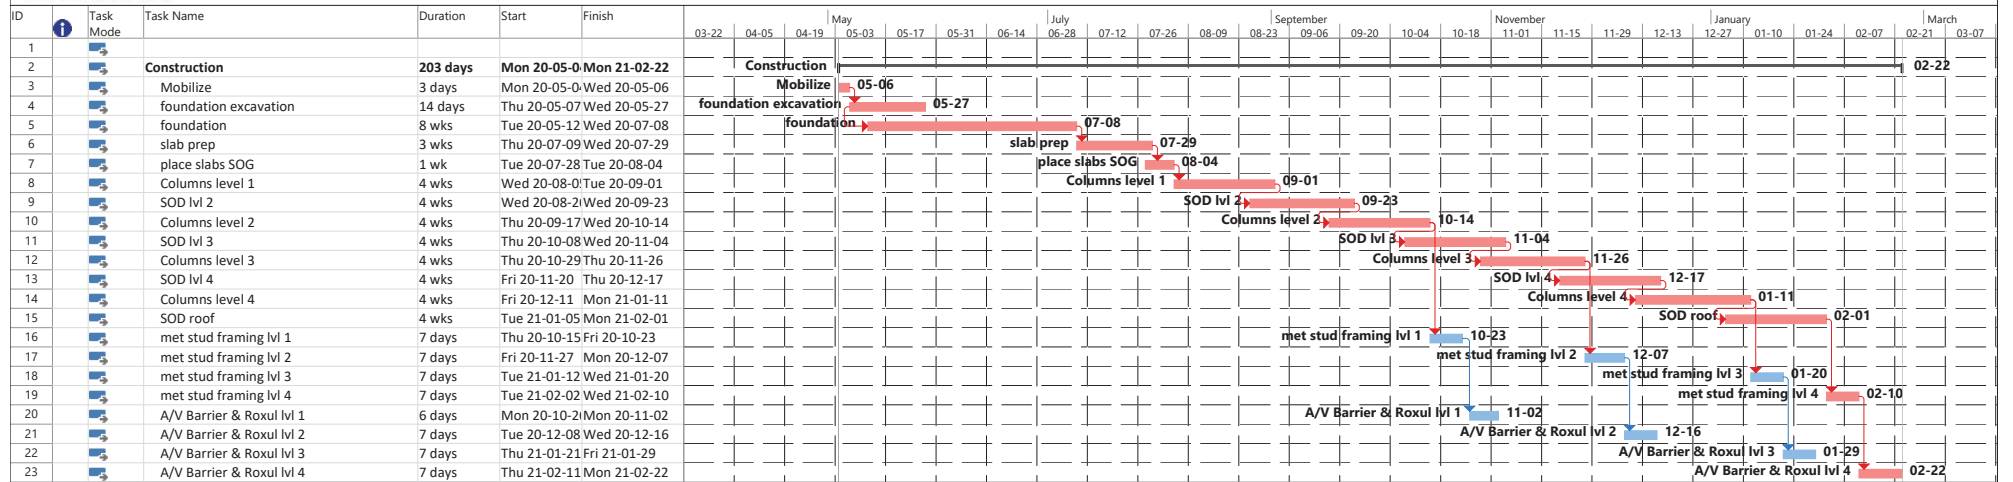 ID Task Mode Task Name Duration Start Finish May July September November January March
03-22 04-05 04-19 05-03 05-17 05-31 06-14 06-28 07-12 07-26 08-09 08-23 09-06 09-20 10-04 10-18 11-01 11-15 11-29 12-13 12-27 01-10 01-24 02-07 02-21 03-07
1
2 Construction 203 days Mon 20-05-0 Mon 21-02-22 Construction 02-22
3 Mobilize 3 days Mon 20-05-0 Wed 20-05-06 Mobilize 05-06
4 foundation excavation 14 days Thu 20-05-07 Wed 20-05-27 foundation excavation 05-27
5 foundation 8 wks Tue 20-05-12 Wed 20-07-08 foundation 07-08
6 slab prep 3 wks Thu 20-07-09 Wed 20-07-29 slab prep 07-29
7 place slabs SOG 1 wk Tue 20-07-28 Tue 20-08-04 place slabs SOG 08-04
8 Columns level 1 4 wks Wed 20-08-0 Tue 20-09-01 Columns level 1 09-01
9 SOD lvl 2 4 wks Wed 20-08-2 Wed 20-09-23 SOD lvl 2 09-23
10 Columns level 2 4 wks Thu 20-09-17 Wed 20-10-14 Columns level 2 10-14
11 SOD lvl 3 4 wks Thu 20-10-08 Wed 20-11-04 SOD lvl 3 11-04
12 Columns level 3 4 wks Thu 20-10-29 Thu 20-11-26 Columns level 3 11-26
13 SOD lvl 4 4 wks Fri 20-11-20 Thu 20-12-17 SOD lvl 4 12-17
14 Columns level 4 4 wks Fri 20-12-11 Mon 21-01-11 Columns level 4 01-11
15 SOD roof 4 wks Tue 21-01-05 Mon 21-02-01 SOD roof 02-01
16 met stud framing lvl 1 7 days Thu 20-10-15 Fri 20-10-23 met stud framing lvl 1 10-23
17 met stud framing lvl 2 7 days Fri 20-11-27 Mon 20-12-07 met stud framing lvl 2 12-07
18 met stud framing lvl 3 7 days Tue 21-01-12 Wed 21-01-20 met stud framing lvl 3 01-20
19 met stud framing lvl 4 7 days Tue 21-02-02 Wed 21-02-10 met stud framing lvl 4 02-10
20 A/V Barrier & Roxul lvl 1 6 days Mon 20-10-2 Mon 20-11-02 A/V Barrier & Roxul lvl 1 11-02
21 A/V Barrier & Roxul lvl 2 7 days Tue 20-12-08 Wed 20-12-16 A/V Barrier & Roxul lvl 2 12-16
22 A/V Barrier & Roxul lvl 3 7 days Thu 21-01-21 Fri 21-01-29 A/V Barrier & Roxul lvl 3 01-29
23 A/V Barrier & Roxul lvl 4 7 days Thu 21-02-11 Mon 21-02-22 A/V Barrier & Roxul lvl 4 02-22